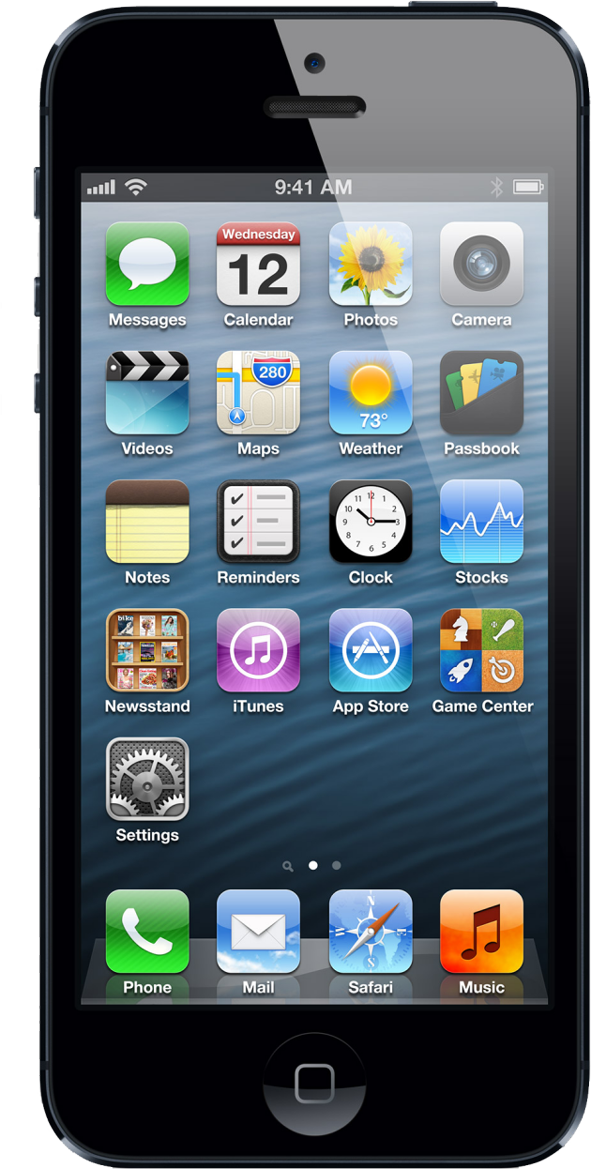 9:41 AM
Wednesday
12
Messages
Calendar
Photos
Camera
280
73°
Videos
Maps
Weather
Passbook
Notes
Reminders
Clock
Stocks
bike
Newsstand
iTunes
App Store
Game Center
Settings
Phone
Mail
Safari
Music